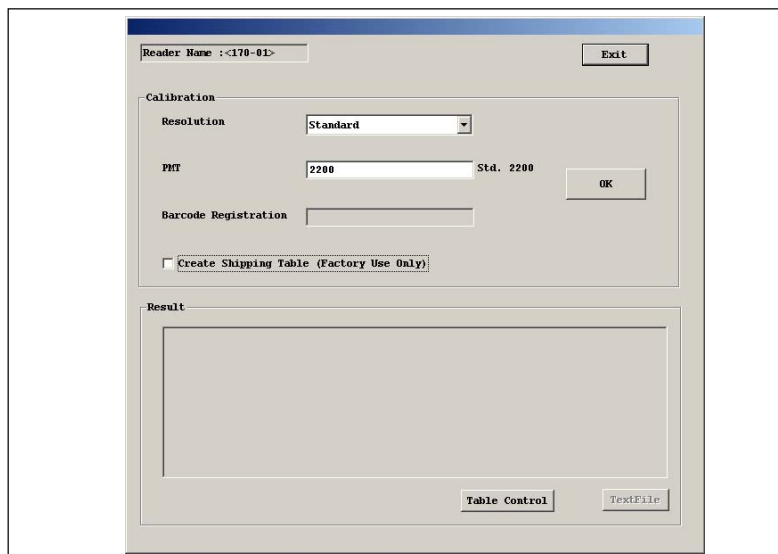 Reader Name :<170-01>
Exit
Calibration
Resolution
Standard
PMT
2200
Std. 2200
OK
Barcode Registration
Create Shipping Table (Factory Use Only)
Result
Table Control
TextFile